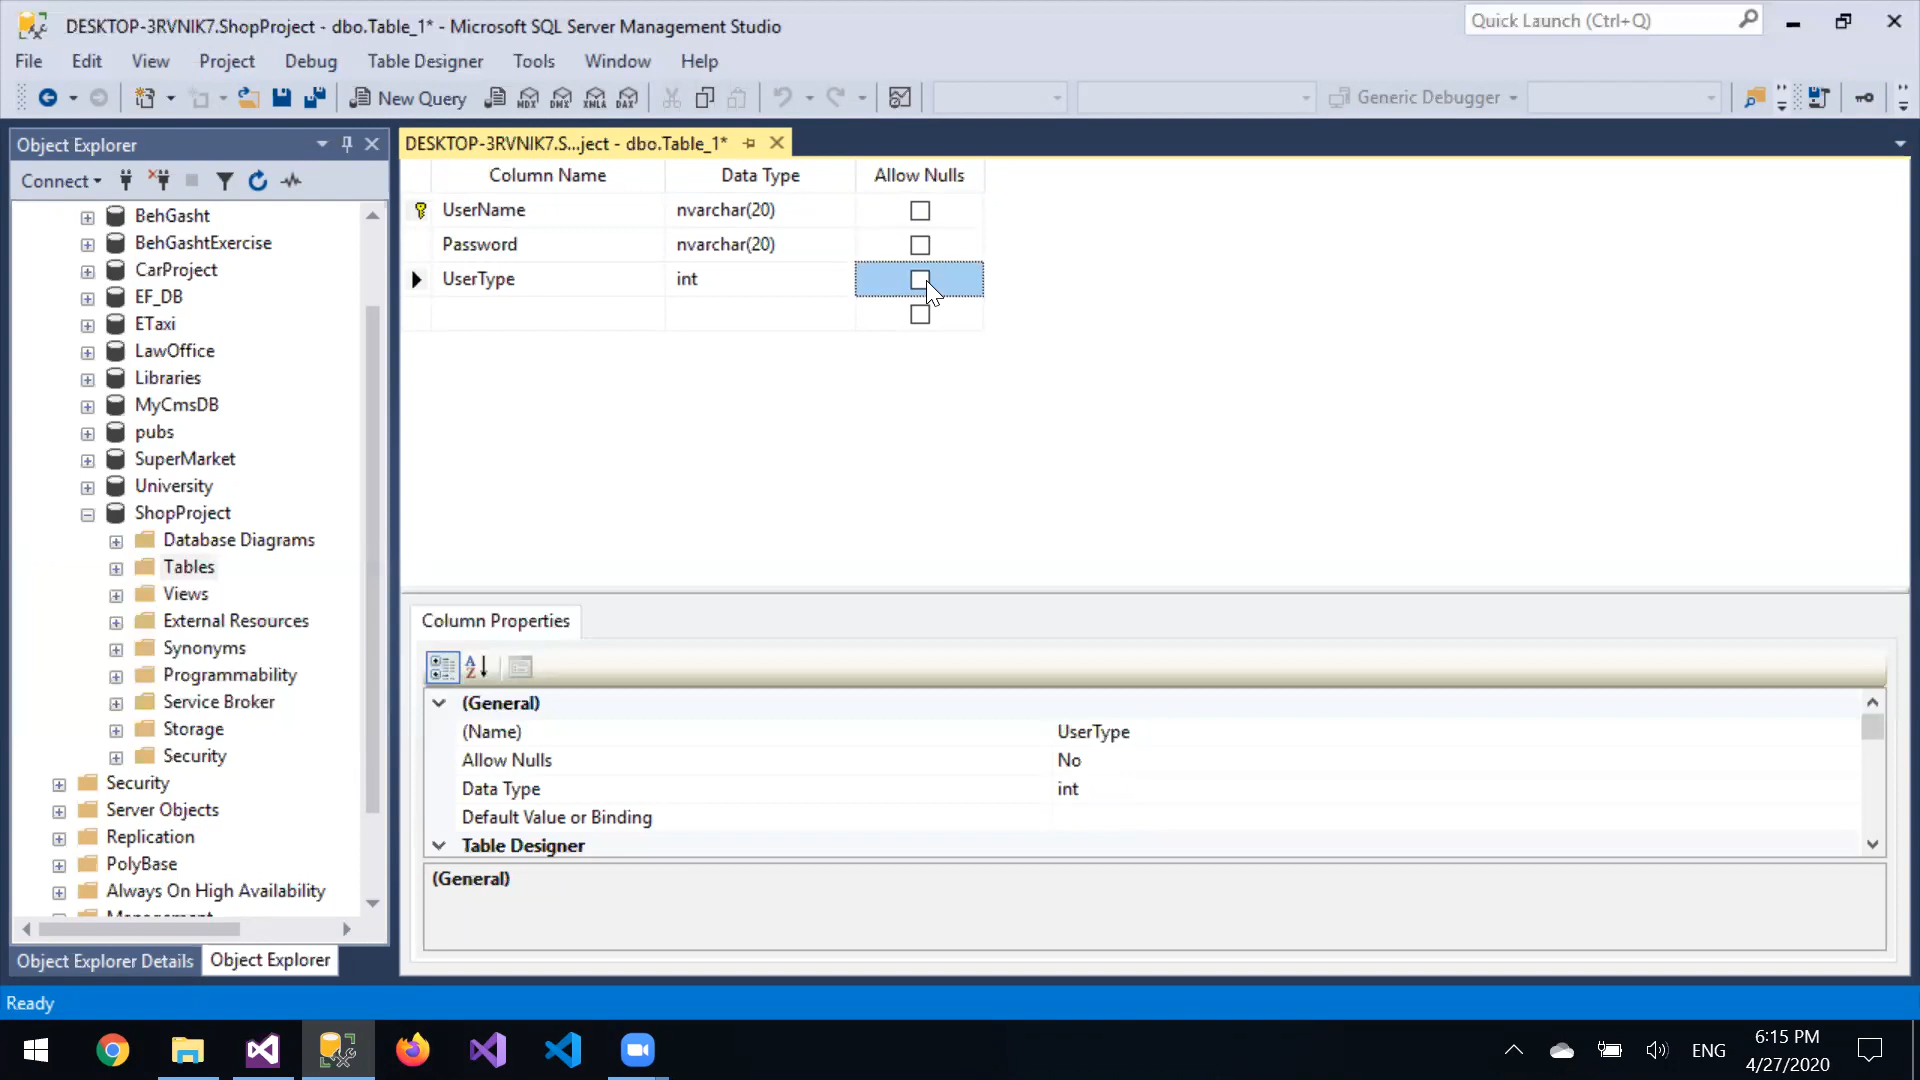 DESKTOP-3RVNIK7.ShopProject - dbo.Table_1* - Microsoft SQL Server Management Studio
Quick Launch (Ctrl+Q)
File Edit View Project Debug Table Designer Tools Window Help
New Query
MDX DMX XMLA DAX
Generic Debugger
Object Explorer
DESKTOP-3RVNIK7.S...ject - dbo.Table_1*
Connect
Column Name Data Type Allow Nulls
UserName nvarchar(20)
Password nvarchar(20)
UserType int
BehGasht
BehGashtExercise
CarProject
EF_DB
ETaxi
LawOffice
Libraries
MyCmsDB
pubs
SuperMarket
University
ShopProject
Database Diagrams
Tables
Views
External Resources
Synonyms
Programmability
Service Broker
Storage
Security
Security
Server Objects
Replication
PolyBase
Always On High Availability
Management
Object Explorer Details Object Explorer
Column Properties
(General)
(Name) UserType
Allow Nulls No
Data Type int
Default Value or Binding
Table Designer
(General)
Ready
ENG
6:15 PM
4/27/2020